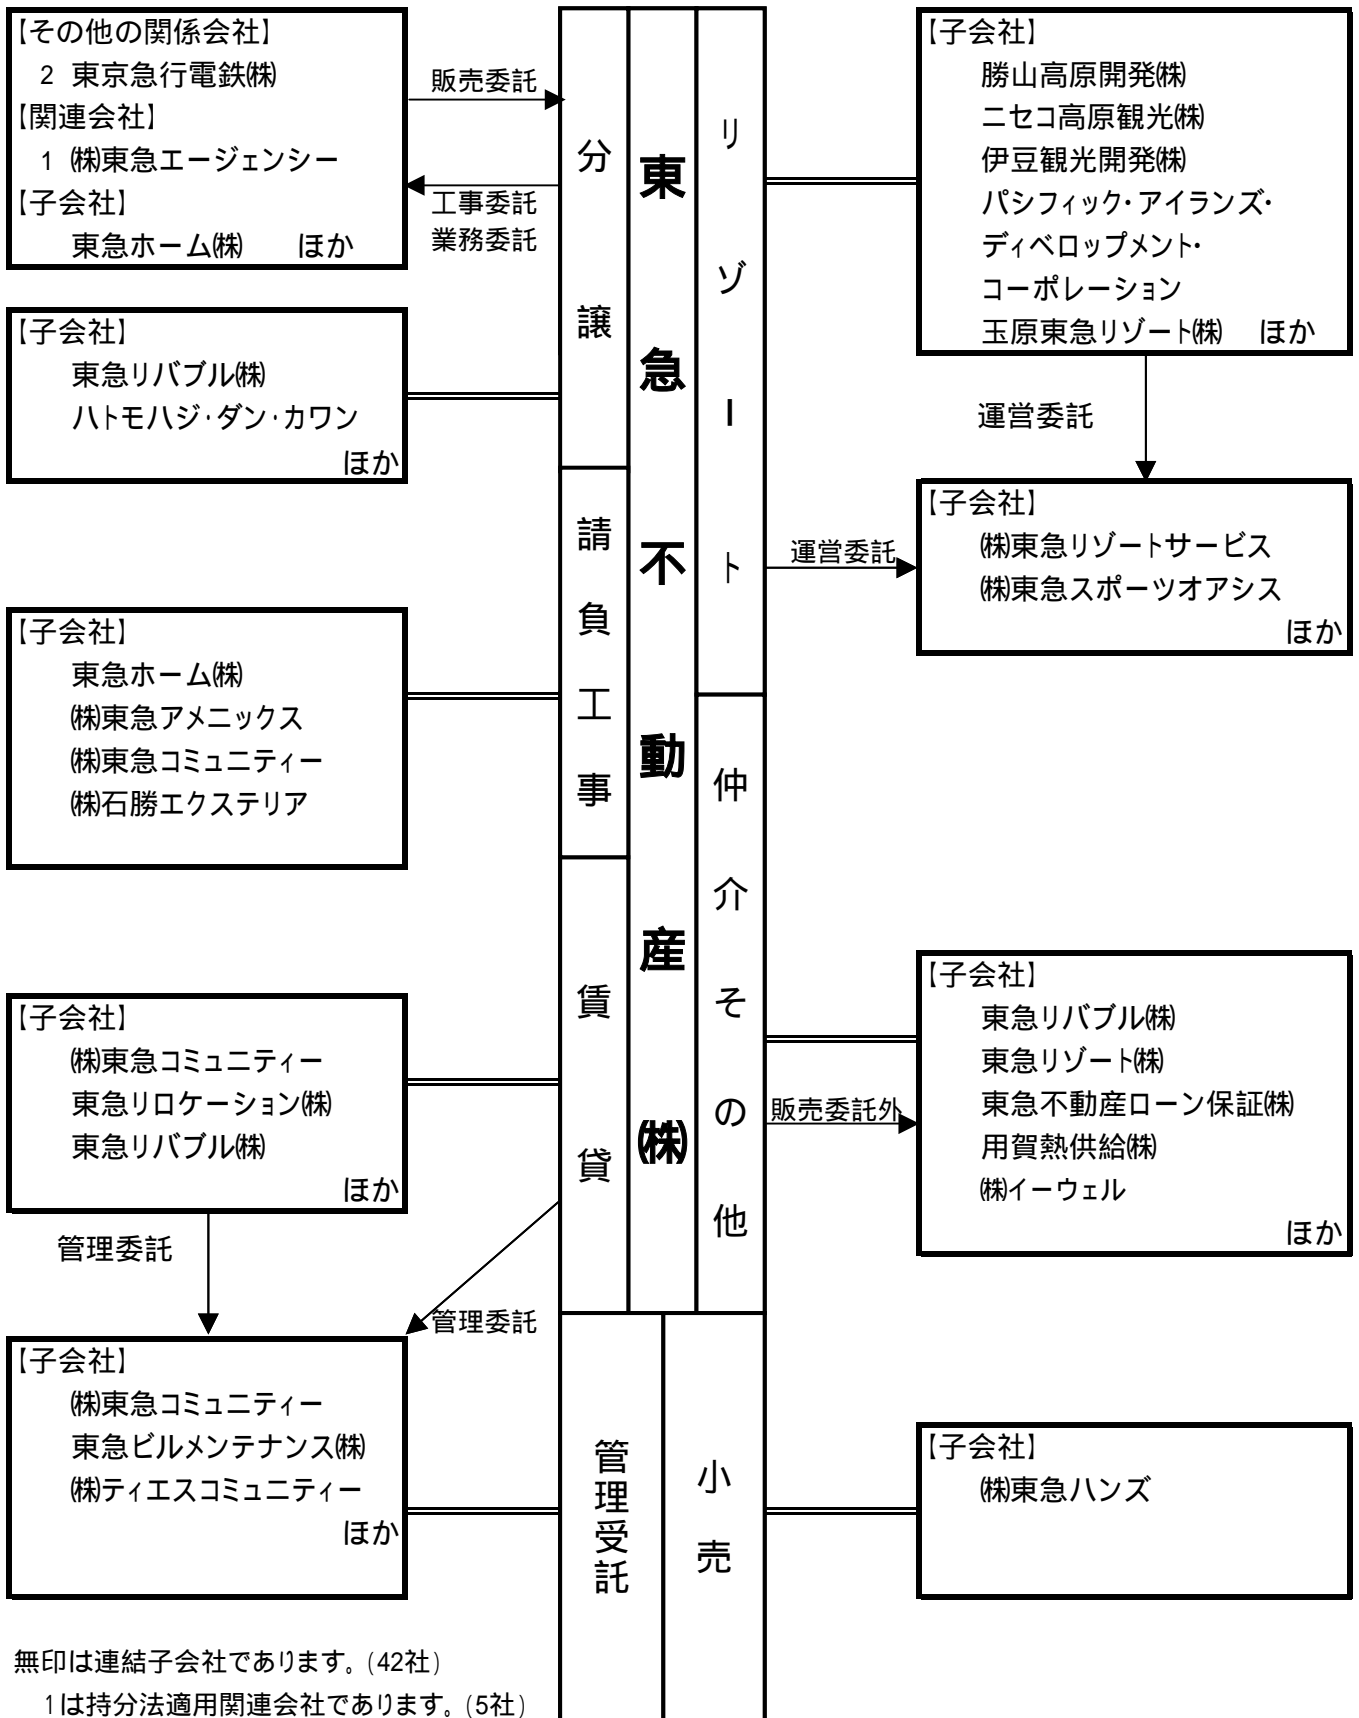 【その他の関係会社】
2 東京急行電鉄㈱
【関連会社】
1 ㈱東急エージェンシー
【子会社】
東急ホーム㈱ ほか
販売委託
工事委託
業務委託
【子会社】
東急リバブル㈱
ハトモハジ・ダン・カワン
ほか
【子会社】
東急ホーム㈱
㈱東急アメニックス
㈱東急コミュニティー
㈱石勝エクステリア
【子会社】
㈱東急コミュニティー
東急リロケーション㈱
東急リバブル㈱
ほか
管理委託
管理委託
【子会社】
㈱東急コミュニティー
東急ビルメンテナンス㈱
㈱ティエスコミュニティー
ほか
分譲
請負工事
賃貸
東急不動産㈱
リゾート
仲介その他
管理受託
小売
【子会社】
勝山高原開発㈱
ニセコ高原観光㈱
伊豆観光開発㈱
パシフィック・アイランズ・
ディベロップメント・
コーポレーション
玉原東急リゾート㈱ ほか
運営委託
運営委託
【子会社】
㈱東急リゾートサービス
㈱東急スポーツオアシス
ほか
【子会社】
東急リバブル㈱
東急リゾート㈱
東急不動産ローン保証㈱
用賀熱供給㈱
㈱イーウェル
ほか
販売委託外
【子会社】
㈱東急ハンズ
無印は連結子会社であります。(42社)
1は持分法適用関連会社であります。(5社)